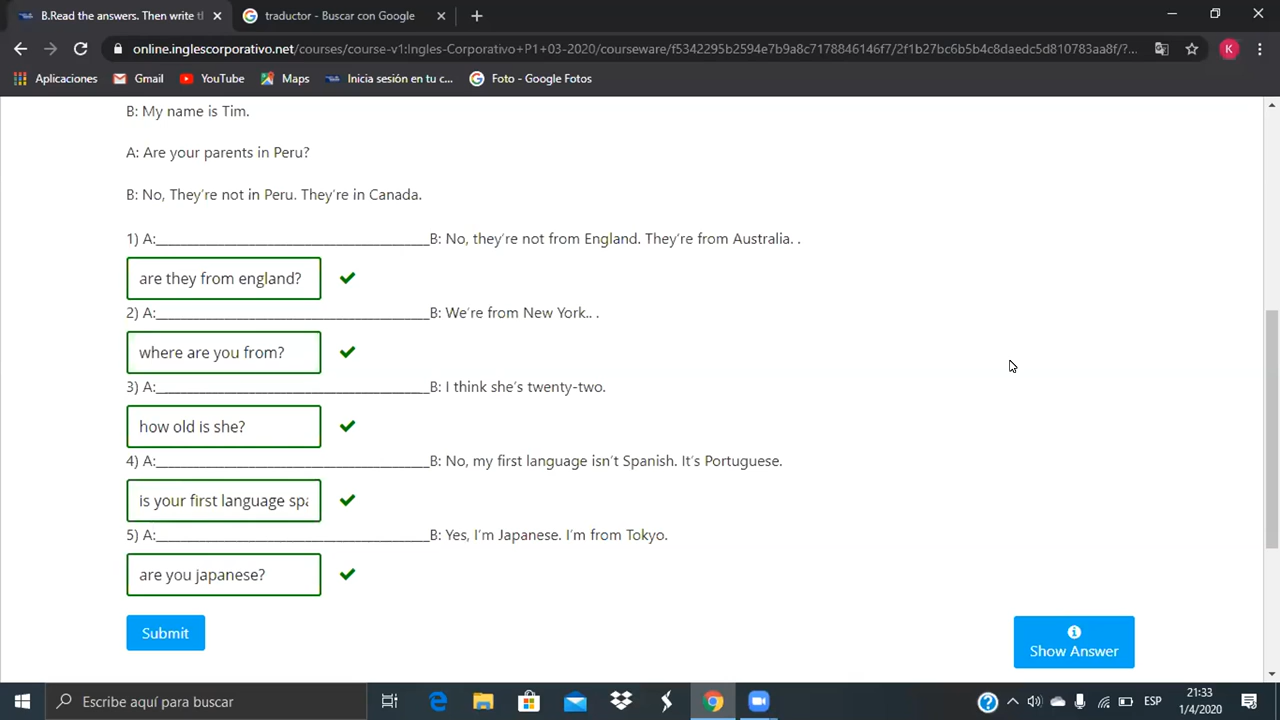 B.Read the answers. Then write t
traductor - Buscar con Google
online.inglescorporativo.net/courses/course-v1:Ingles-Corporativo+P1+03-2020/courseware/f5342295b2594e7b9a8c7178846146f7/2f1b27bc6b5b4c8daedc5d810783aa8f/?...
K
Aplicaciones
Gmail
YouTube
Maps
Inicia sesión en tu c...
Foto - Google Fotos
B: My name is Tim.
A: Are your parents in Peru?
B: No, They're not in Peru. They're in Canada.
1) A:________________________________________B: No, they're not from England. They're from Australia. .
are they from england?
2) A:________________________________________B: We're from New York.. .
where are you from?
3) A:________________________________________B: I think she's twenty-two.
how old is she?
4) A:________________________________________B: No, my first language isn't Spanish. It's Portuguese.
is your first language spa
5) A:________________________________________B: Yes, I'm Japanese. I'm from Tokyo.
are you japanese?
Submit
Show Answer
Escribe aquí para buscar
ESP
21:33
1/4/2020